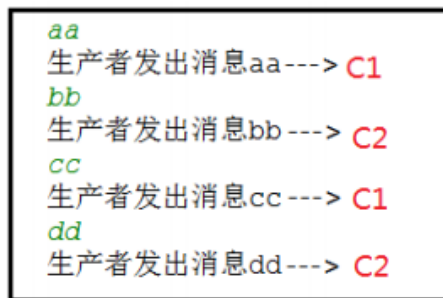 aa
生产者发出消息aa---> C1
bb
生产者发出消息bb---> C2
cc
生产者发出消息cc---> C1
dd
生产者发出消息dd---> C2